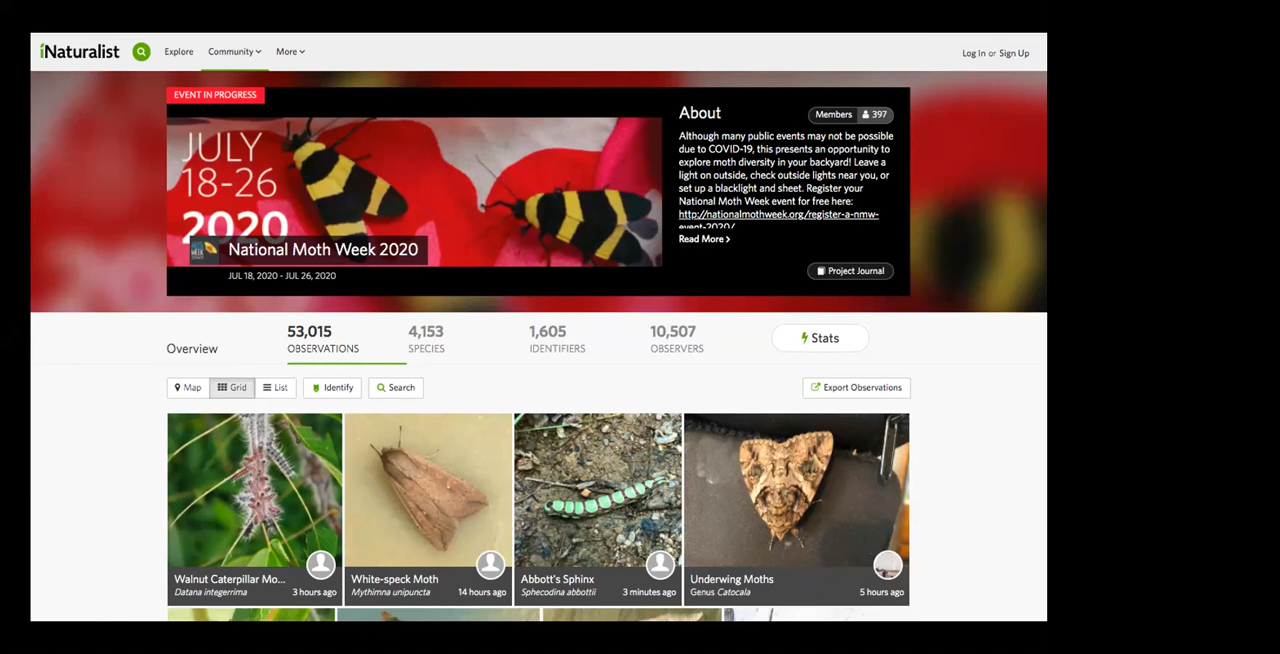 iNaturalist Explore Community More Log In or Sign Up
EVENT IN PROGRESS
JULY
18-26
2020
National Moth Week 2020
JUL 18, 2020 - JUL 26, 2020
About
Members 397
Although many public events may not be possible
due to COVID-19, this presents an opportunity to
explore moth diversity in your backyard! Leave a
light on outside, check outside lights near you, or
set up a blacklight and sheet. Register your
National Moth Week event for free here:
http://nationalmothweek.org/register-a-nmw-
event-2020/
Read More >
Project Journal
Overview
53,015
OBSERVATIONS
4,153
SPECIES
1,605
IDENTIFIERS
10,507
OBSERVERS
Stats
Map Grid List Identify Search Export Observations
Walnut Caterpillar Mo...
Datana integerrima 3 hours ago
White-speck Moth
Mythimna unipuncta 14 hours ago
Abbott's Sphinx
Sphecodina abbottii 3 minutes ago
Underwing Moths
Genus Catocala 5 hours ago